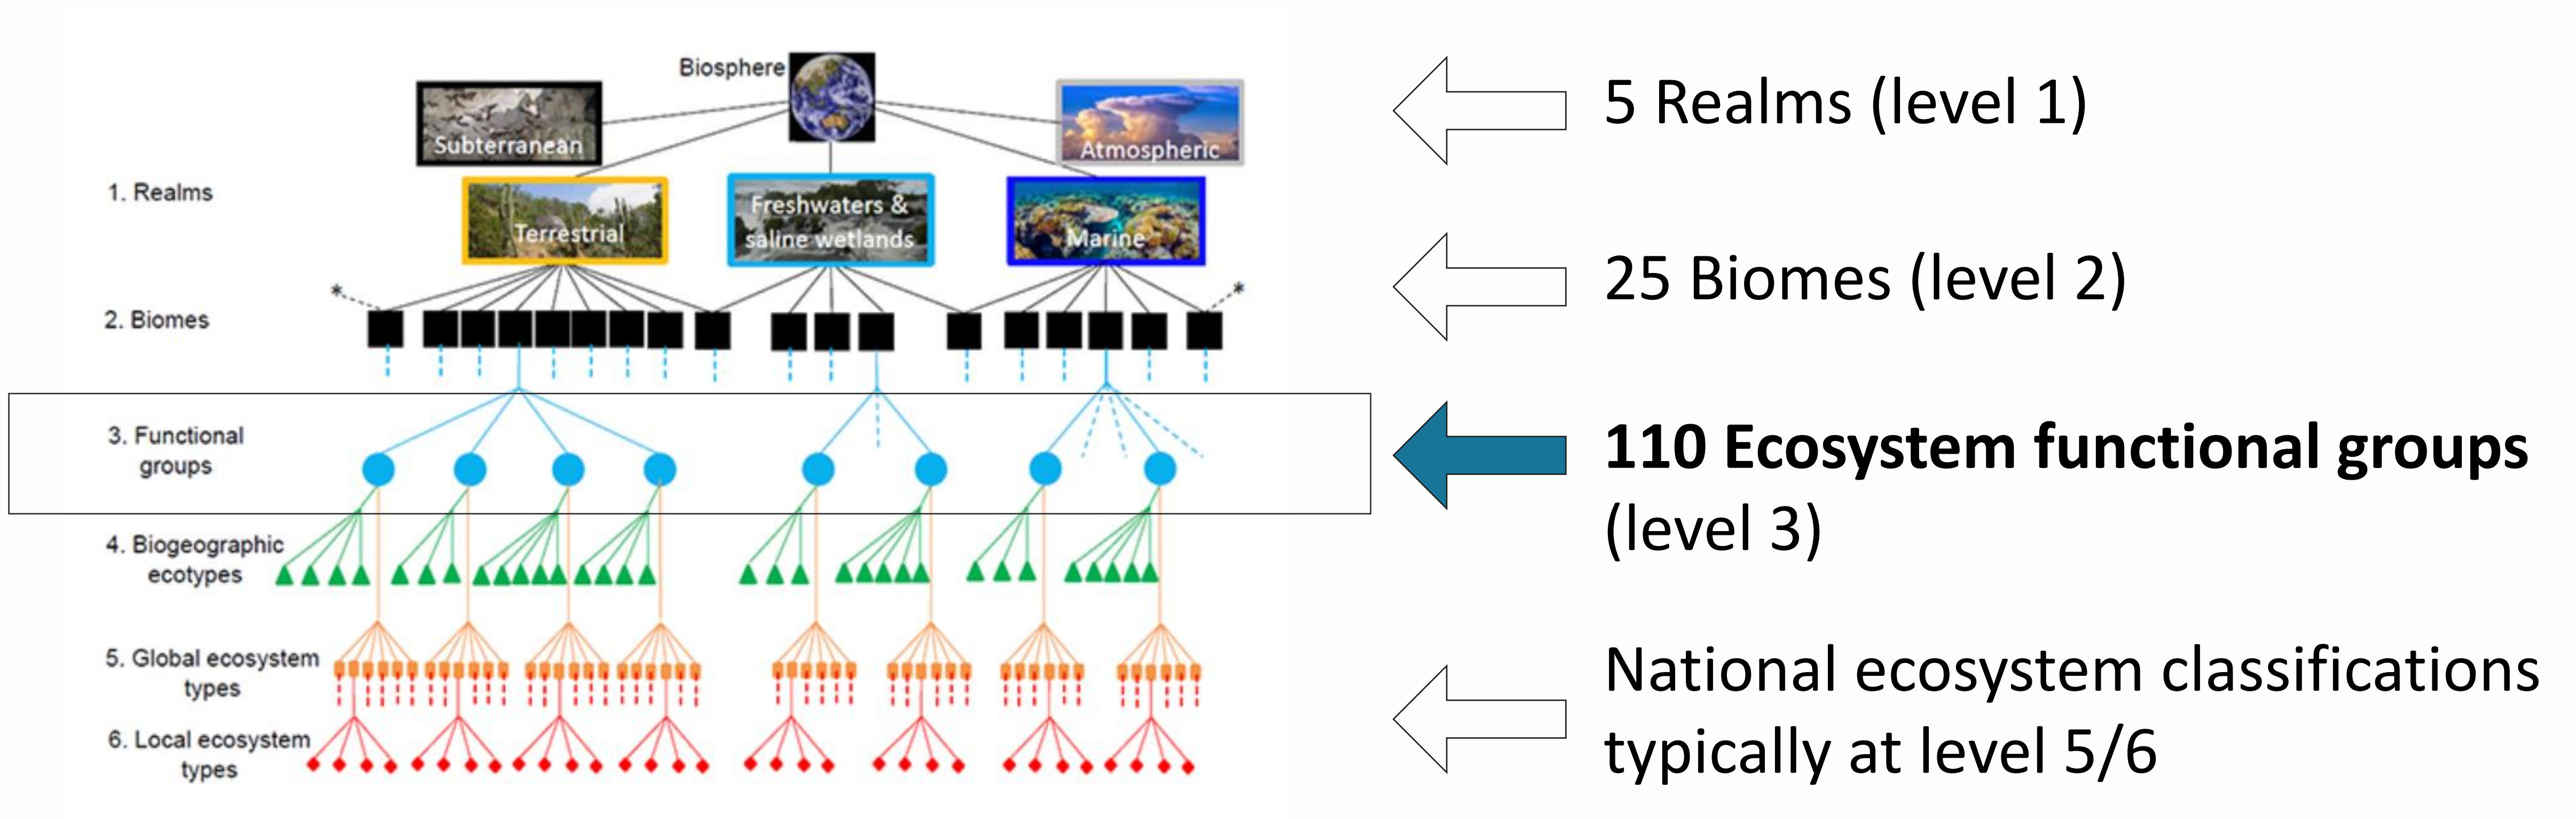 Biosphere
Subterranean
Atmospheric
1. Realms
Terrestrial
Freshwaters &
saline wetlands
Marine
*
*
2. Biomes
3. Functional
groups
4. Biogeographic
ecotypes
5. Global ecosystem
types
6. Local ecosystem
types
5 Realms (level 1)
25 Biomes (level 2)
110 Ecosystem functional groups
(level 3)
National ecosystem classifications
typically at level 5/6